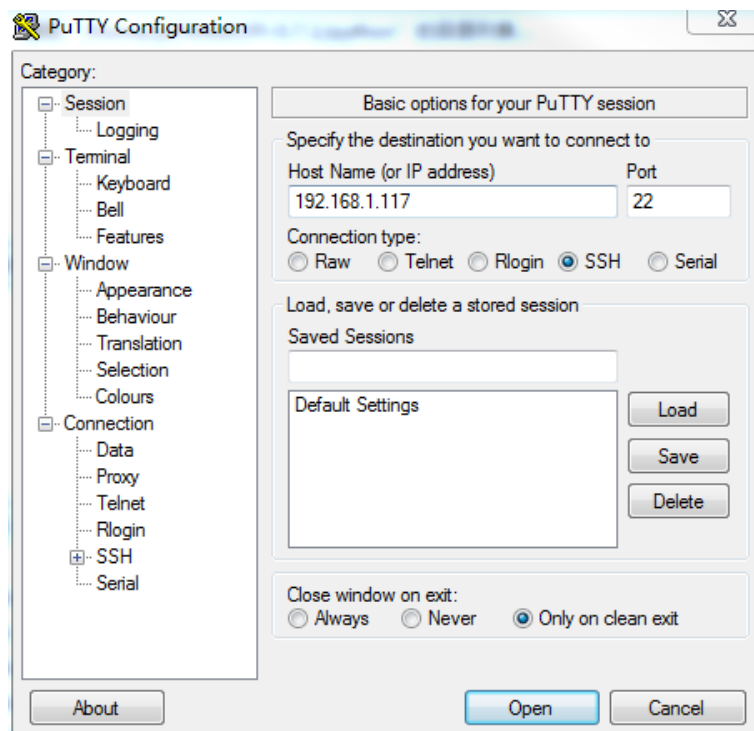 PuTTY Configuration
Category:
Session
Logging
Terminal
Keyboard
Bell
Features
Window
Appearance
Behaviour
Translation
Selection
Colours
Connection
Data
Proxy
Telnet
Rlogin
SSH
Serial
Basic options for your PuTTY session
Specify the destination you want to connect to
Host Name (or IP address) Port
192.168.1.117 22
Connection type:
Raw Telnet Rlogin SSH Serial
Load, save or delete a stored session
Saved Sessions
Default Settings
Load
Save
Delete
Close window on exit:
Always Never Only on clean exit
About Open Cancel